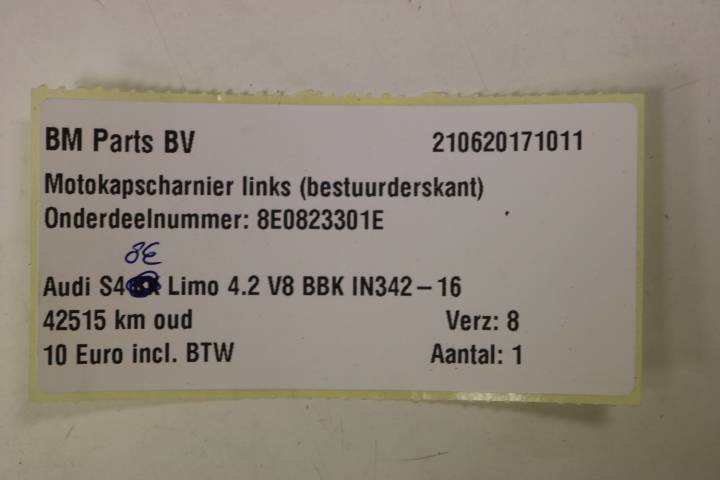 BM Parts BV 210620171011
Motokapscharnier links (bestuurderskant)
Onderdeelnummer: 8E0823301E
8E
Audi S4 Limo 4.2 V8 BBK IN342-16
42515 km oud Verz: 8
10 Euro incl. BTW Aantal: 1